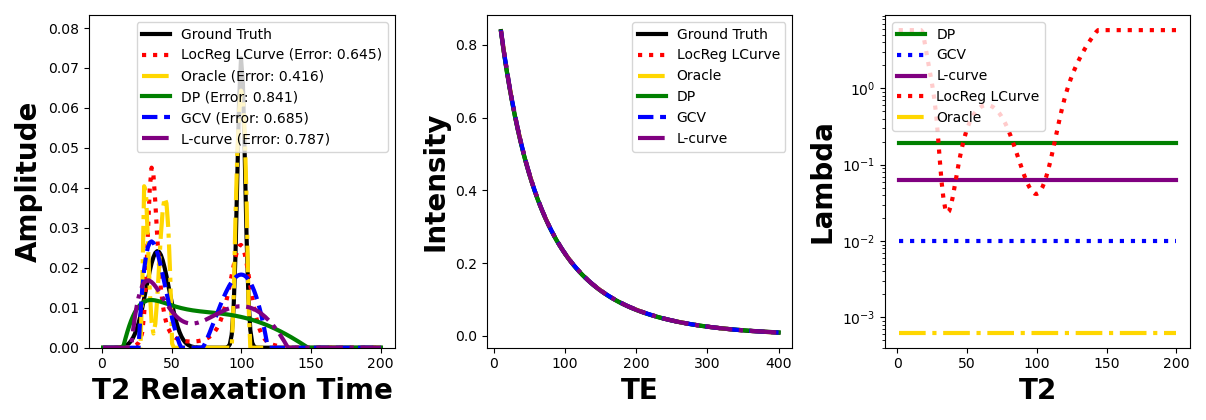 0.08
0.07
0.06
0.05
0.04
0.03
0.02
0.01
0.00
Amplitude
Ground Truth
LocReg LCurve (Error: 0.645)
Oracle (Error: 0.416)
DP (Error: 0.841)
GCV (Error: 0.685)
L-curve (Error: 0.787)
0 50 100 150 200
T2 Relaxation Time
0.8
0.6
0.4
0.2
0.0
Intensity
Ground Truth
LocReg LCurve
Oracle
DP
GCV
L-curve
0 100 200 300 400
TE
10⁰
10⁻¹
10⁻²
10⁻³
Lambda
DP
GCV
L-curve
LocReg LCurve
Oracle
0 50 100 150 200
T2